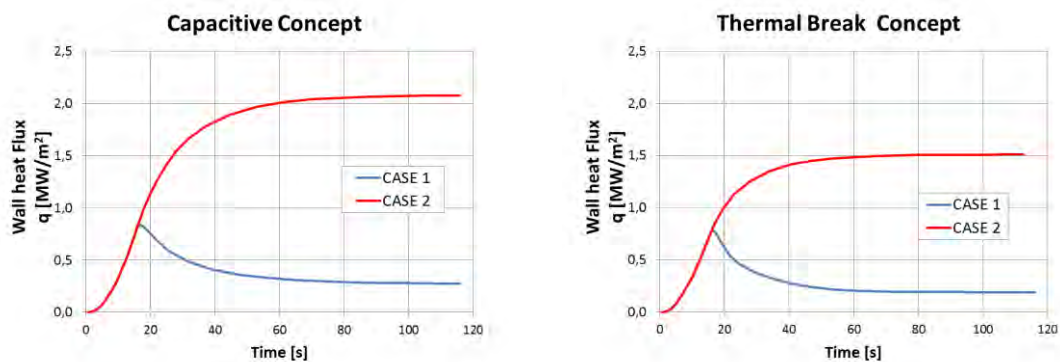 Capacitive Concept
Wall heat Flux
q [MW/m²]
2,5
2,0
1,5
1,0
0,5
0,0
0
20
40
60
80
100
120
Time [s]
CASE 1
CASE 2
Thermal Break Concept
Wall heat Flux
q [MW/m²]
2,5
2,0
1,5
1,0
0,5
0,0
0
20
40
60
80
100
120
Time [s]
CASE 1
CASE 2